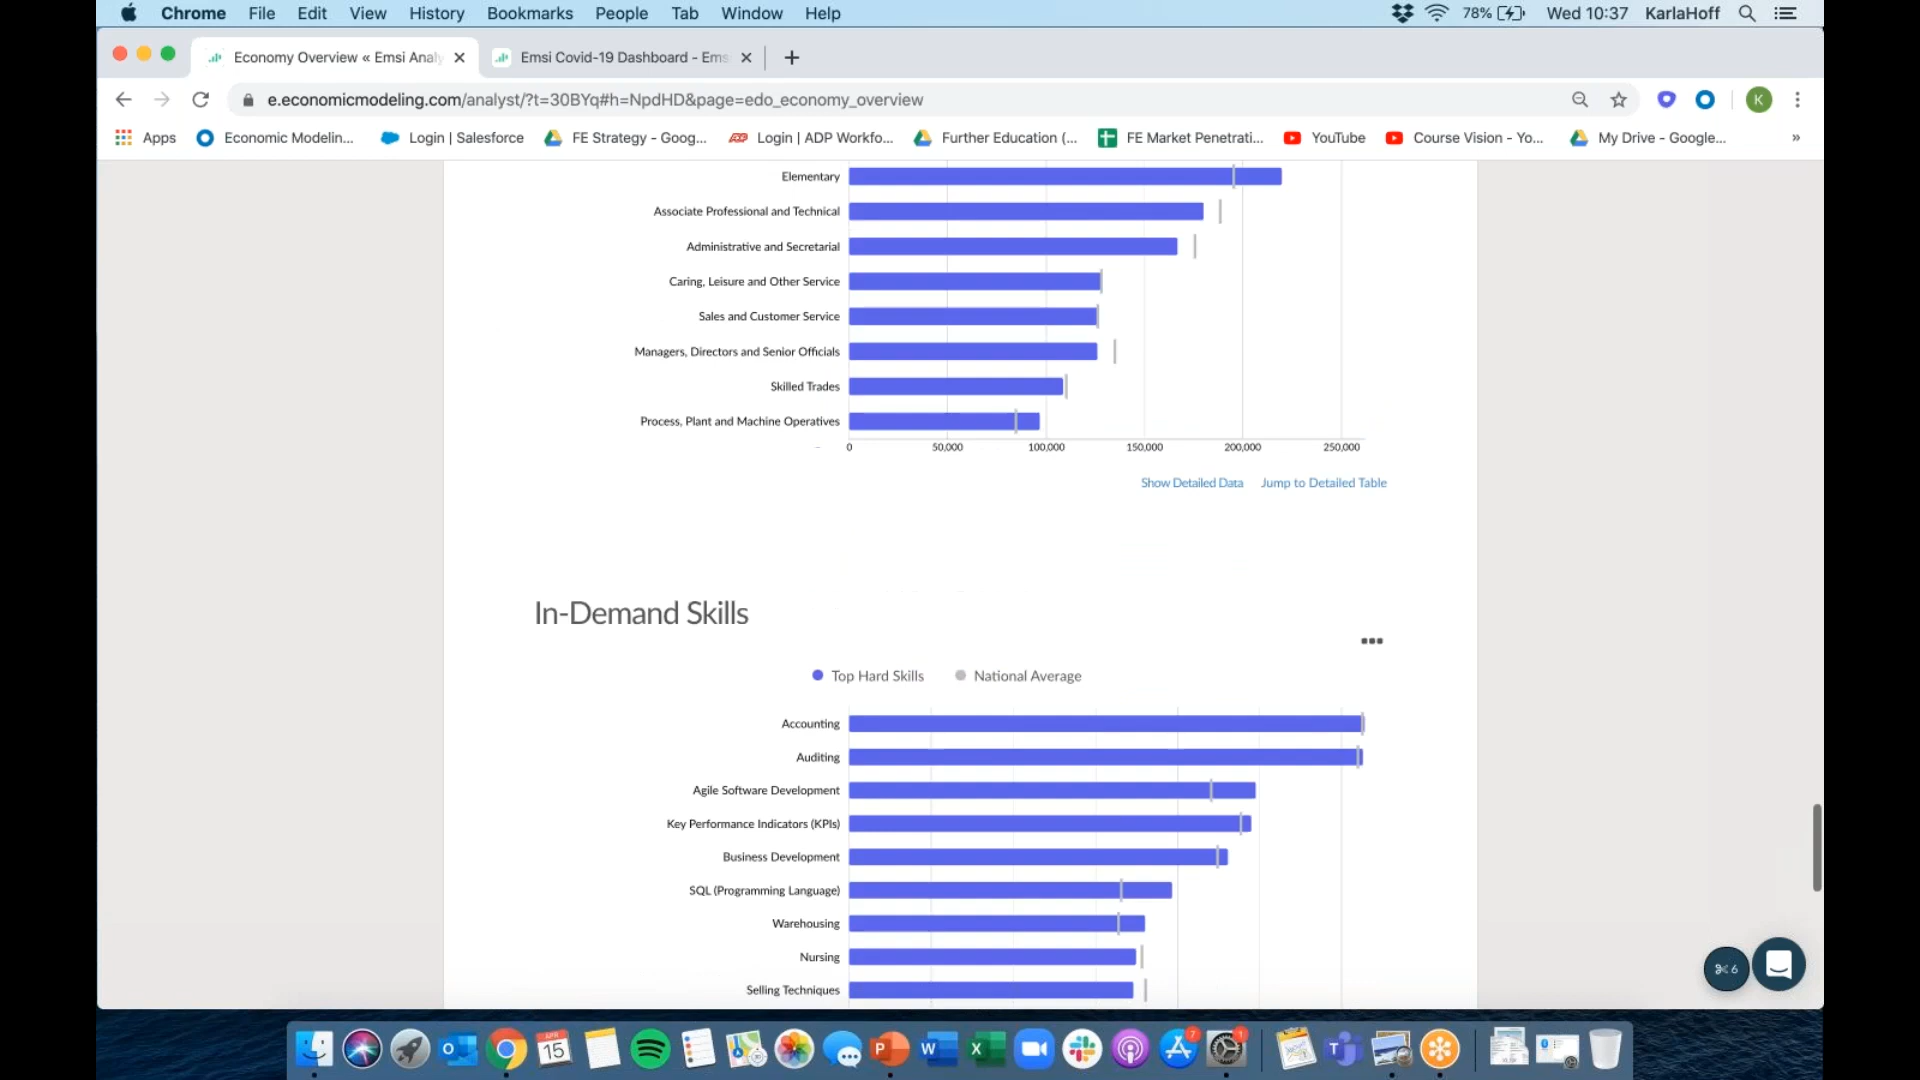 Chrome File Edit View History Bookmarks People Tab Window Help 78% Wed 10:37 KarlaHoff
Economy Overview « Emsi Analy Emsi Covid-19 Dashboard - Ems
e.economicmodeling.com/analyst/?t=30BYq#h=NpdHD&page=edo_economy_overview K
Apps Economic Modelin... Login | Salesforce FE Strategy - Goog... Login | ADP Workfo... Further Education (... FE Market Penetrati... YouTube Course Vision - Yo... My Drive - Google... »
Elementary
Associate Professional and Technical
Administrative and Secretarial
Caring, Leisure and Other Service
Sales and Customer Service
Managers, Directors and Senior Officials
Skilled Trades
Process, Plant and Machine Operatives
0 50,000 100,000 150,000 200,000 250,000
Show Detailed Data Jump to Detailed Table
In-Demand Skills
Top Hard Skills National Average
Accounting
Auditing
Agile Software Development
Key Performance Indicators (KPIs)
Business Development
SQL (Programming Language)
Warehousing
Nursing
Selling Techniques
6
APR
15
P W X 7 1 T